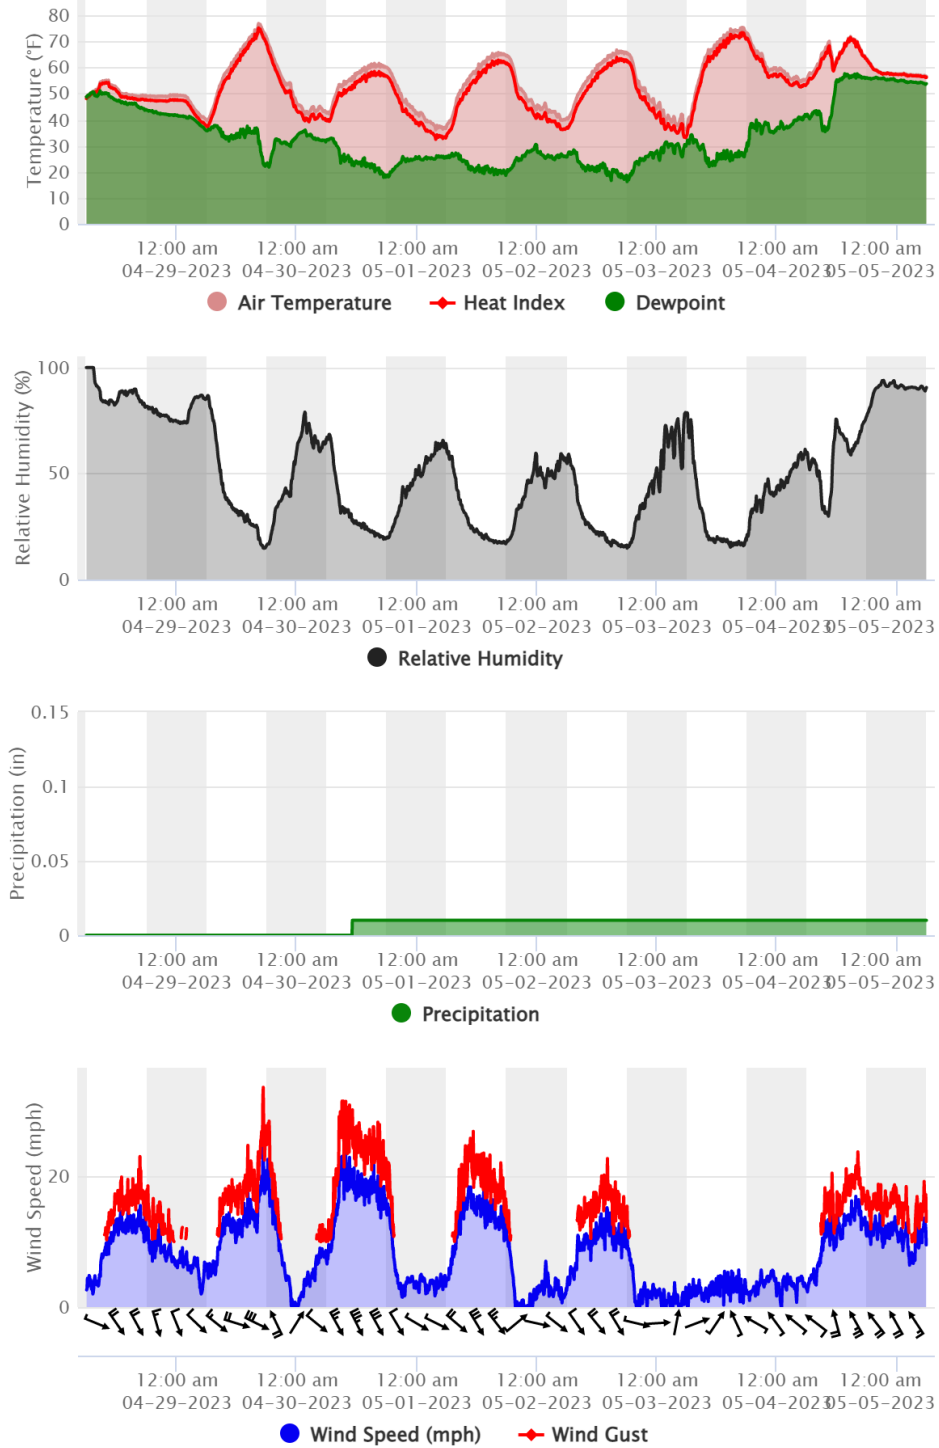 80
70
60
50
40
30
20
10
0
Temperature (°F)
12:00 am 12:00 am 12:00 am 12:00 am 12:00 am 12:00 am 12:00 am
04-29-2023 04-30-2023 05-01-2023 05-02-2023 05-03-2023 05-04-2023 05-05-2023
Air Temperature Heat Index Dewpoint
100
50
0
Relative Humidity (%)
12:00 am 12:00 am 12:00 am 12:00 am 12:00 am 12:00 am 12:00 am
04-29-2023 04-30-2023 05-01-2023 05-02-2023 05-03-2023 05-04-2023 05-05-2023
Relative Humidity
0.15
0.1
0.05
0
Precipitation (in)
12:00 am 12:00 am 12:00 am 12:00 am 12:00 am 12:00 am 12:00 am
04-29-2023 04-30-2023 05-01-2023 05-02-2023 05-03-2023 05-04-2023 05-05-2023
Precipitation
20
0
Wind Speed (mph)
12:00 am 12:00 am 12:00 am 12:00 am 12:00 am 12:00 am 12:00 am
04-29-2023 04-30-2023 05-01-2023 05-02-2023 05-03-2023 05-04-2023 05-05-2023
Wind Speed (mph) Wind Gust